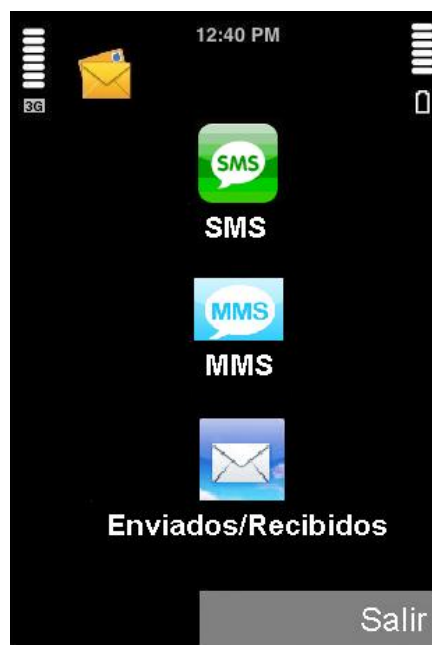 12:40 PM
3G
SMS
SMS
MMS
MMS
Enviados/Recibidos
Salir